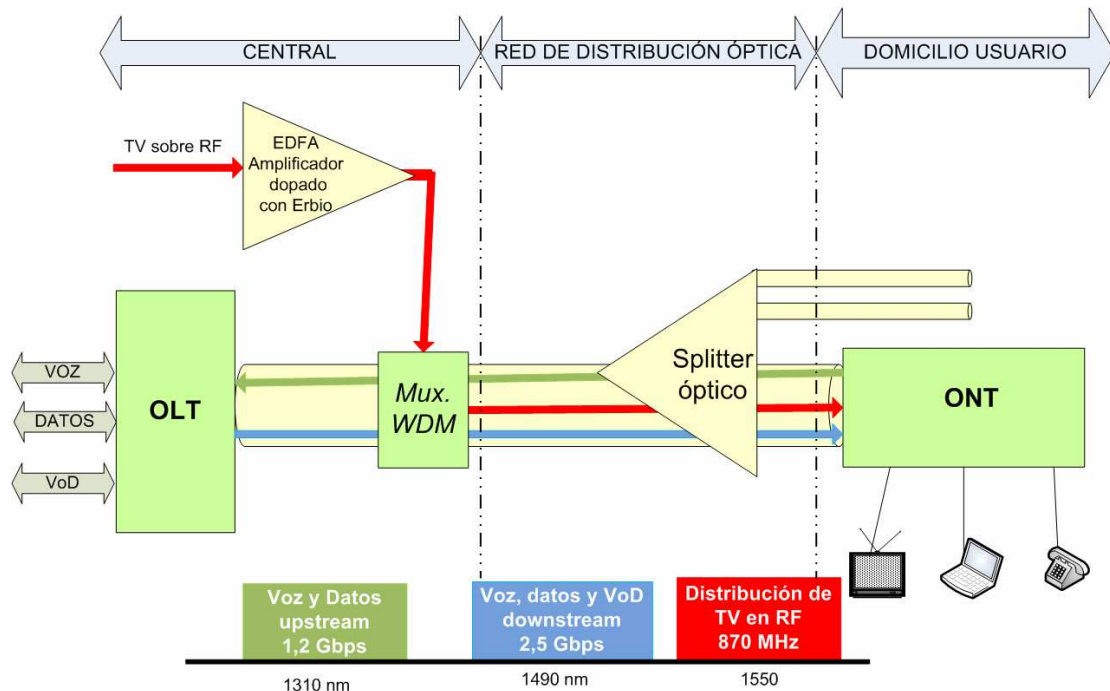 CENTRAL
RED DE DISTRIBUCIÓN ÓPTICA
DOMICILIO USUARIO
TV sobre RF
EDFA
Amplificador
dopado
con Erbio
VOZ
DATOS
VoD
OLT
Mux.
WDM
Splitter
óptico
ONT
Voz y Datos
upstream
1,2 Gbps
Voz, datos y VoD
downstream
2,5 Gbps
Distribución de
TV en RF
870 MHz
1310 nm
1490 nm
1550